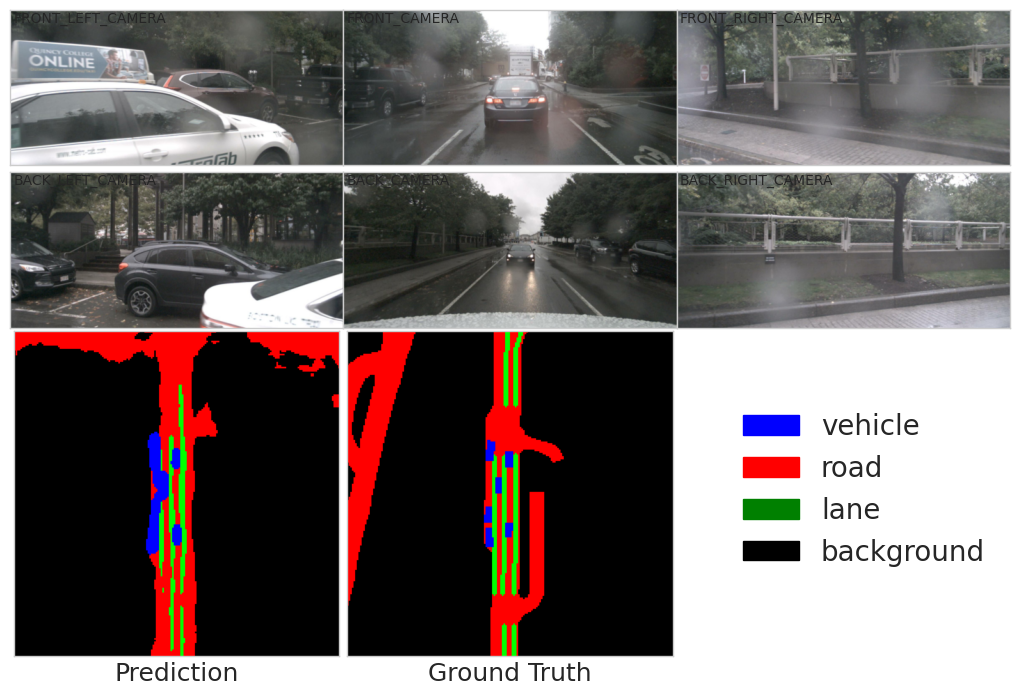 FRONT_LEFT_CAMERA
FRONT_CAMERA
FRONT_RIGHT_CAMERA
QUINCY COLLEGE
ONLINE
BACK_LEFT_CAMERA
BACK_CAMERA
BACK_RIGHT_CAMERA
vehicle
road
lane
background
Prediction
Ground Truth